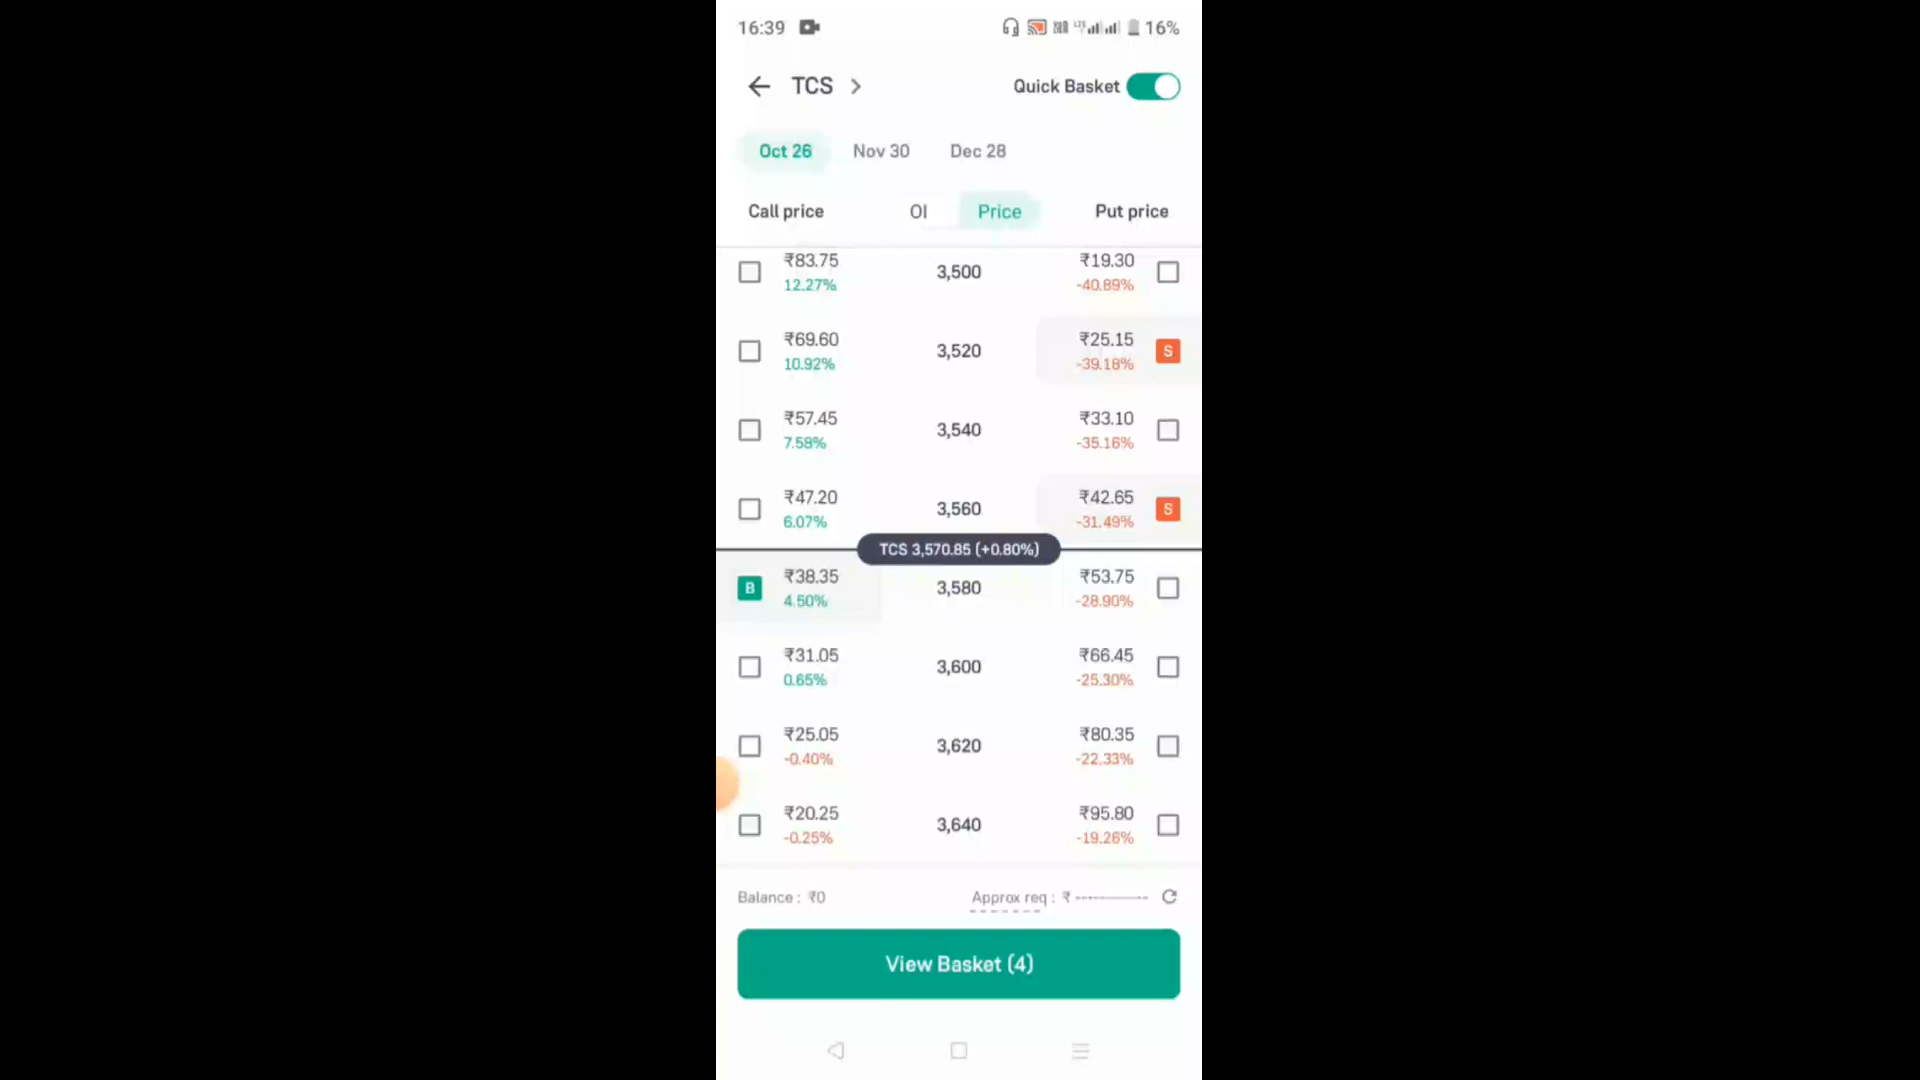 16:39 16%
TCS > Quick Basket
Oct 26 Nov 30 Dec 28
Call price OI Price Put price
₹83.75 3,500 ₹19.30
12.27% -40.89%
₹69.60 3,520 ₹25.15 S
10.92% -39.18%
₹57.45 3,540 ₹33.10
7.58% -35.16%
₹47.20 3,560 ₹42.65 S
6.07% -31.49%
TCS 3,570.85 (+0.80%)
B ₹38.35 3,580 ₹53.75
4.50% -28.90%
₹31.05 3,600 ₹66.45
0.65% -25.30%
₹25.05 3,620 ₹80.35
-0.40% -22.33%
₹20.25 3,640 ₹95.80
-0.25% -19.26%
Balance : ₹0 Approx req : ₹ ----------
View Basket (4)